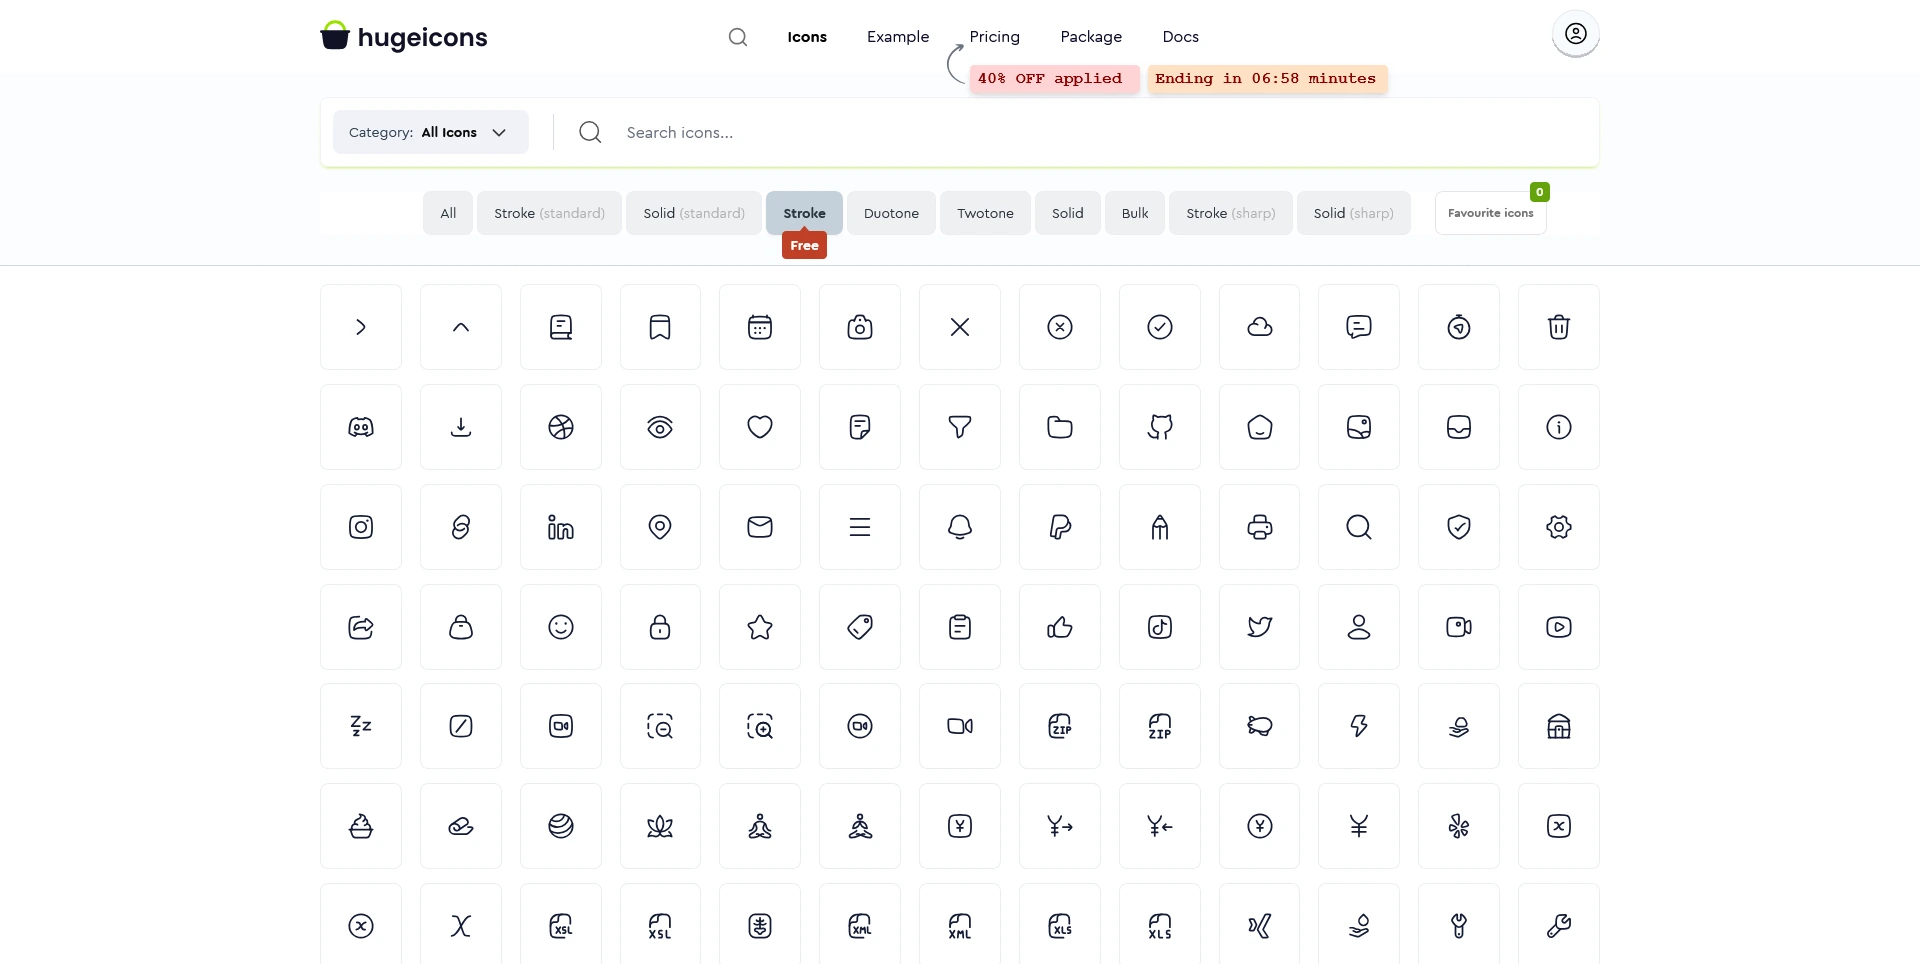 hugeicons
Icons
Example
Pricing
Package
Docs
40% OFF applied
Ending in 06:58 minutes
Category: All Icons
Search icons...
All
Stroke (standard)
Solid (standard)
Stroke
Duotone
Twotone
Solid
Bulk
Stroke (sharp)
Solid (sharp)
Favourite icons
0
Free
in
zz
z
ZIP
ZIP
XSL
XSL
XML
XML
XLS
XLS